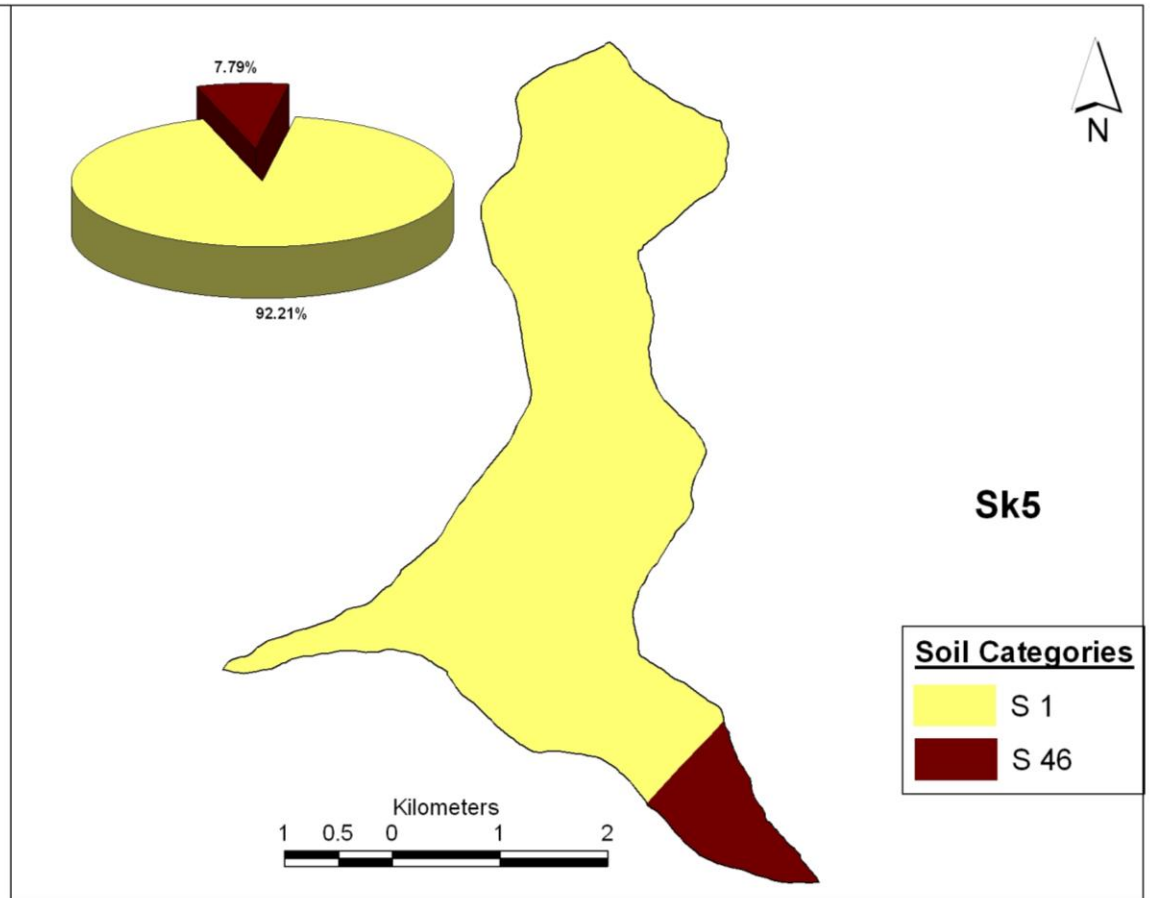 7.79%
92.21%
N
Sk5
Soil Categories
S 1
S 46
Kilometers
1 0.5 0 1 2